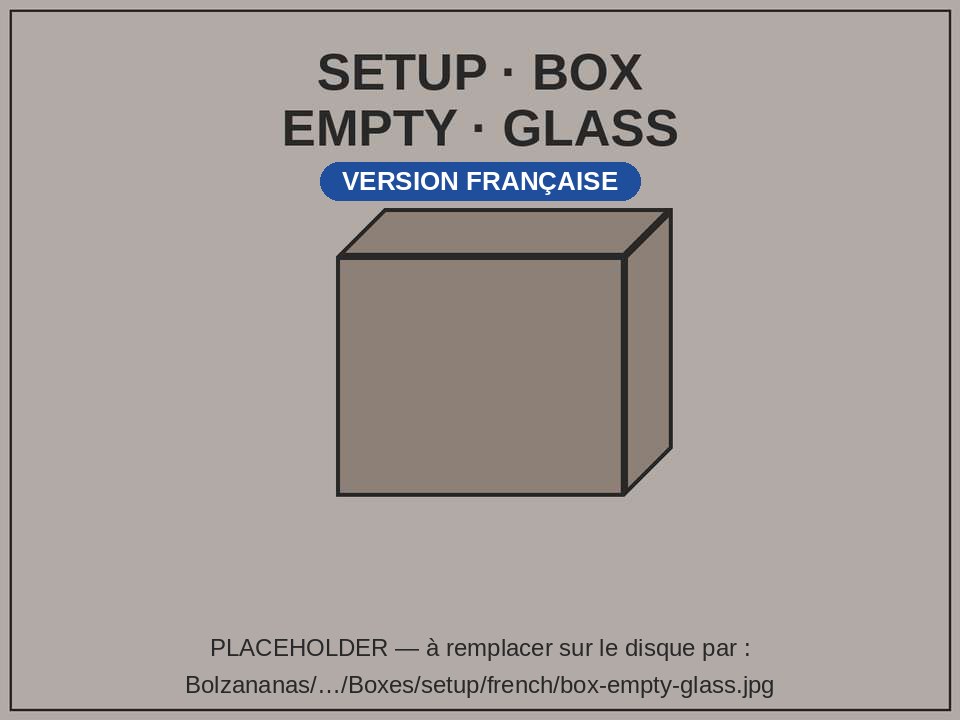 SETUP · BOX
EMPTY · GLASS
VERSION FRANÇAISE
PLACEHOLDER — à remplacer sur le disque par :
Bolzananas/…/Boxes/setup/french/box-empty-glass.jpg